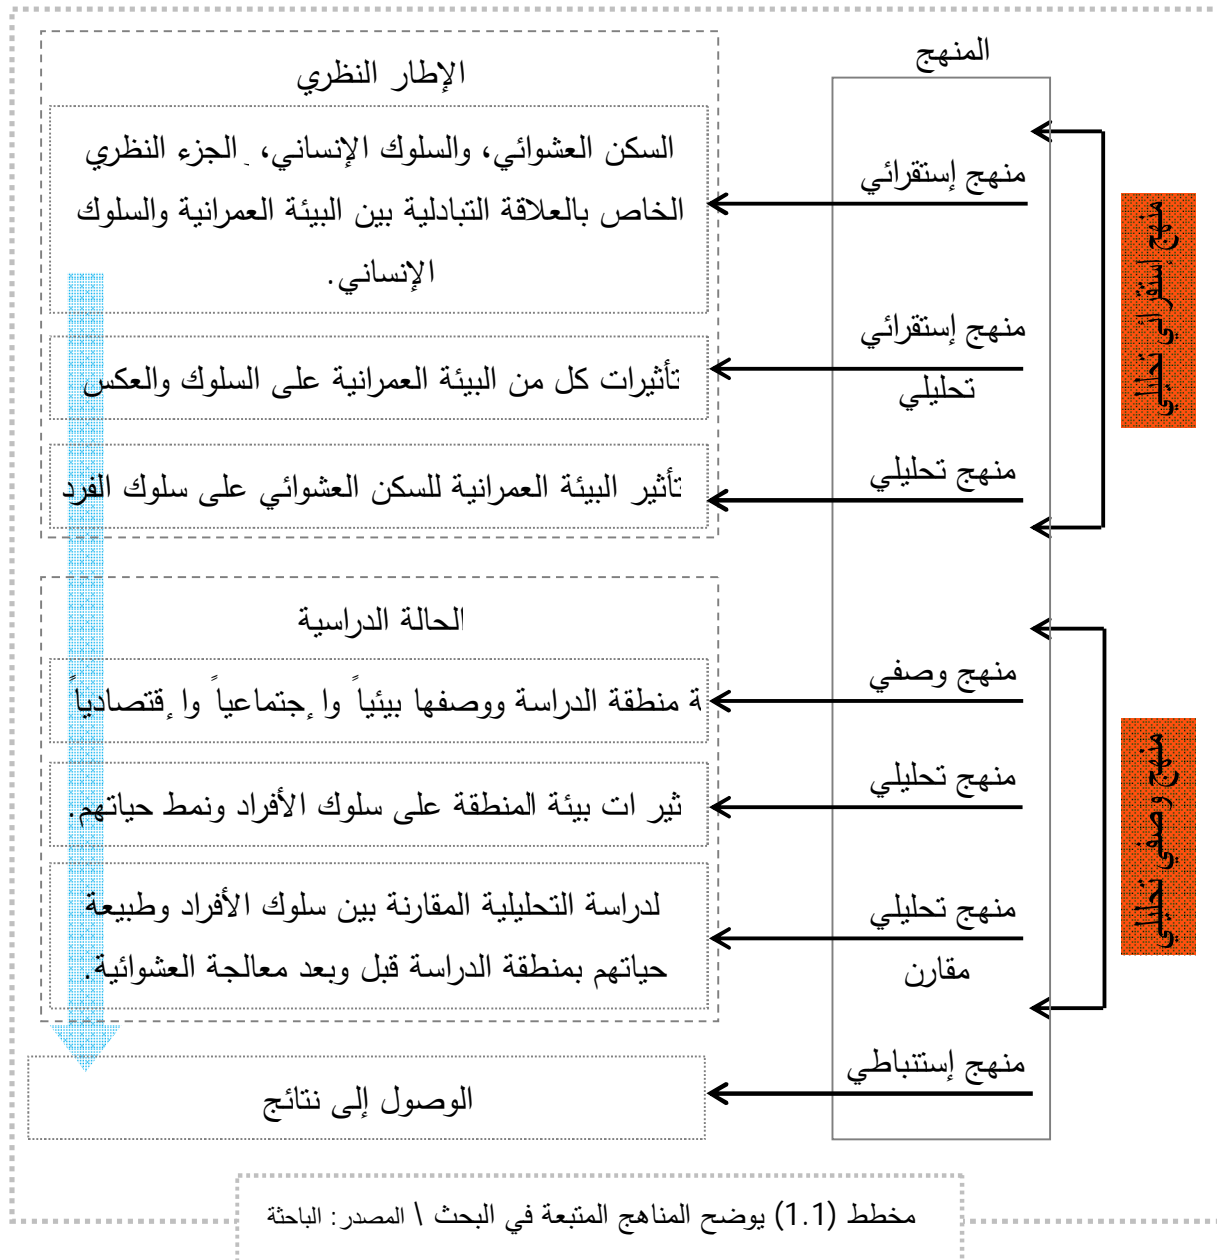 المنهج
الإطار النظري
منهج إستقرائي
السكن العشوائي، والسلوك الإنساني، الجزء النظري
الخاص بالعلاقة التبادلية بين البيئة العمرانية والسلوك
الإنساني.
منهج إستقرائي
تحليلي
تأثيرات كل من البيئة العمرانية على السلوك والعكس
منهج تحليلي
تأثير البيئة العمرانية للسكن العشوائي على سلوك الفرد
منهج إستقرائي تحليلي
الحالة الدراسية
منهج وصفي
ة منطقة الدراسة ووصفها بيئياً وا ٕجتماعياً وا ٕقتصادياً
منهج تحليلي
ثير ات بيئة المنطقة على سلوك الأفراد ونمط حياتهم.
منهج تحليلي
مقارن
لدراسة التحليلية المقارنة بين سلوك الأفراد وطبيعة
حياتهم بمنطقة الدراسة قبل وبعد معالجة العشوائية.
منهج وصفي تحليلي
منهج إستنباطي
الوصول إلى نتائج
مخطط (1.1) يوضح المناهج المتبعة في البحث \ المصدر: الباحثة